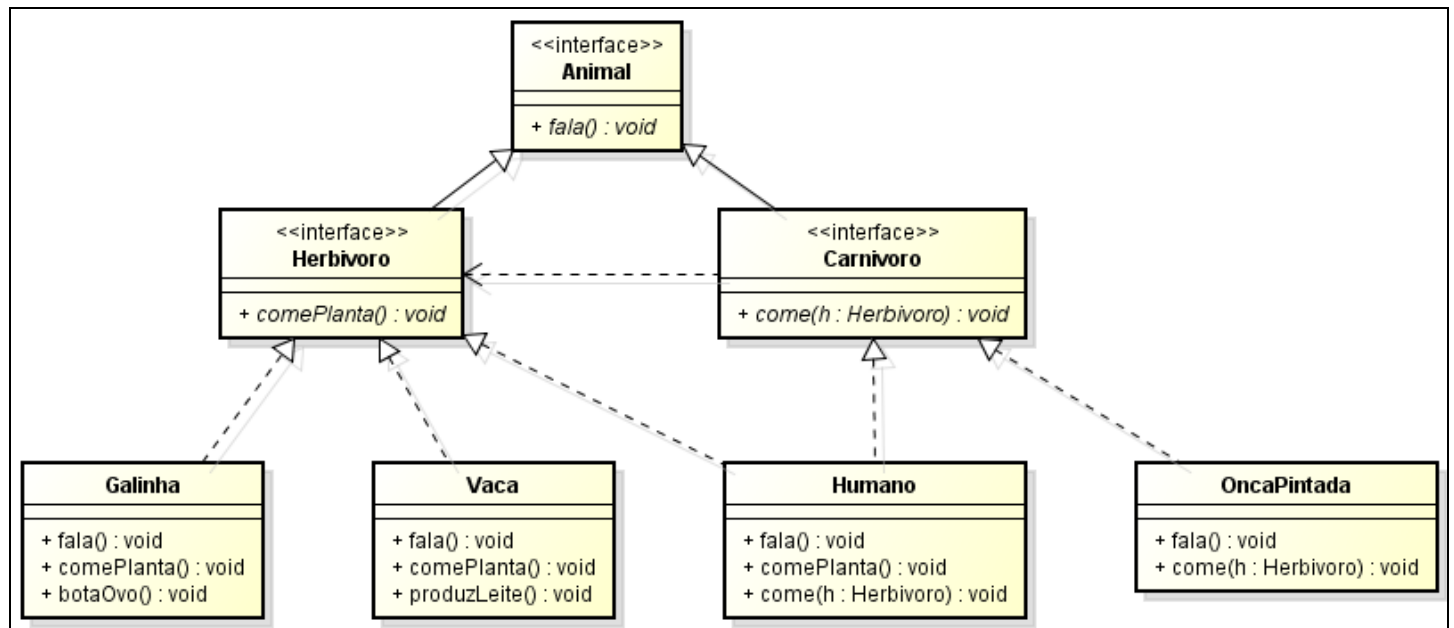 <<interface>>
Animal
+ fala() : void
<<interface>>
Herbivoro
+ comePlanta() : void
<<interface>>
Carnivoro
+ come(h : Herbivoro) : void
Galinha
+ fala() : void
+ comePlanta() : void
+ botaOvo() : void
Vaca
+ fala() : void
+ comePlanta() : void
+ produzLeite() : void
Humano
+ fala() : void
+ comePlanta() : void
+ come(h : Herbivoro) : void
OncaPintada
+ fala() : void
+ come(h : Herbivoro) : void